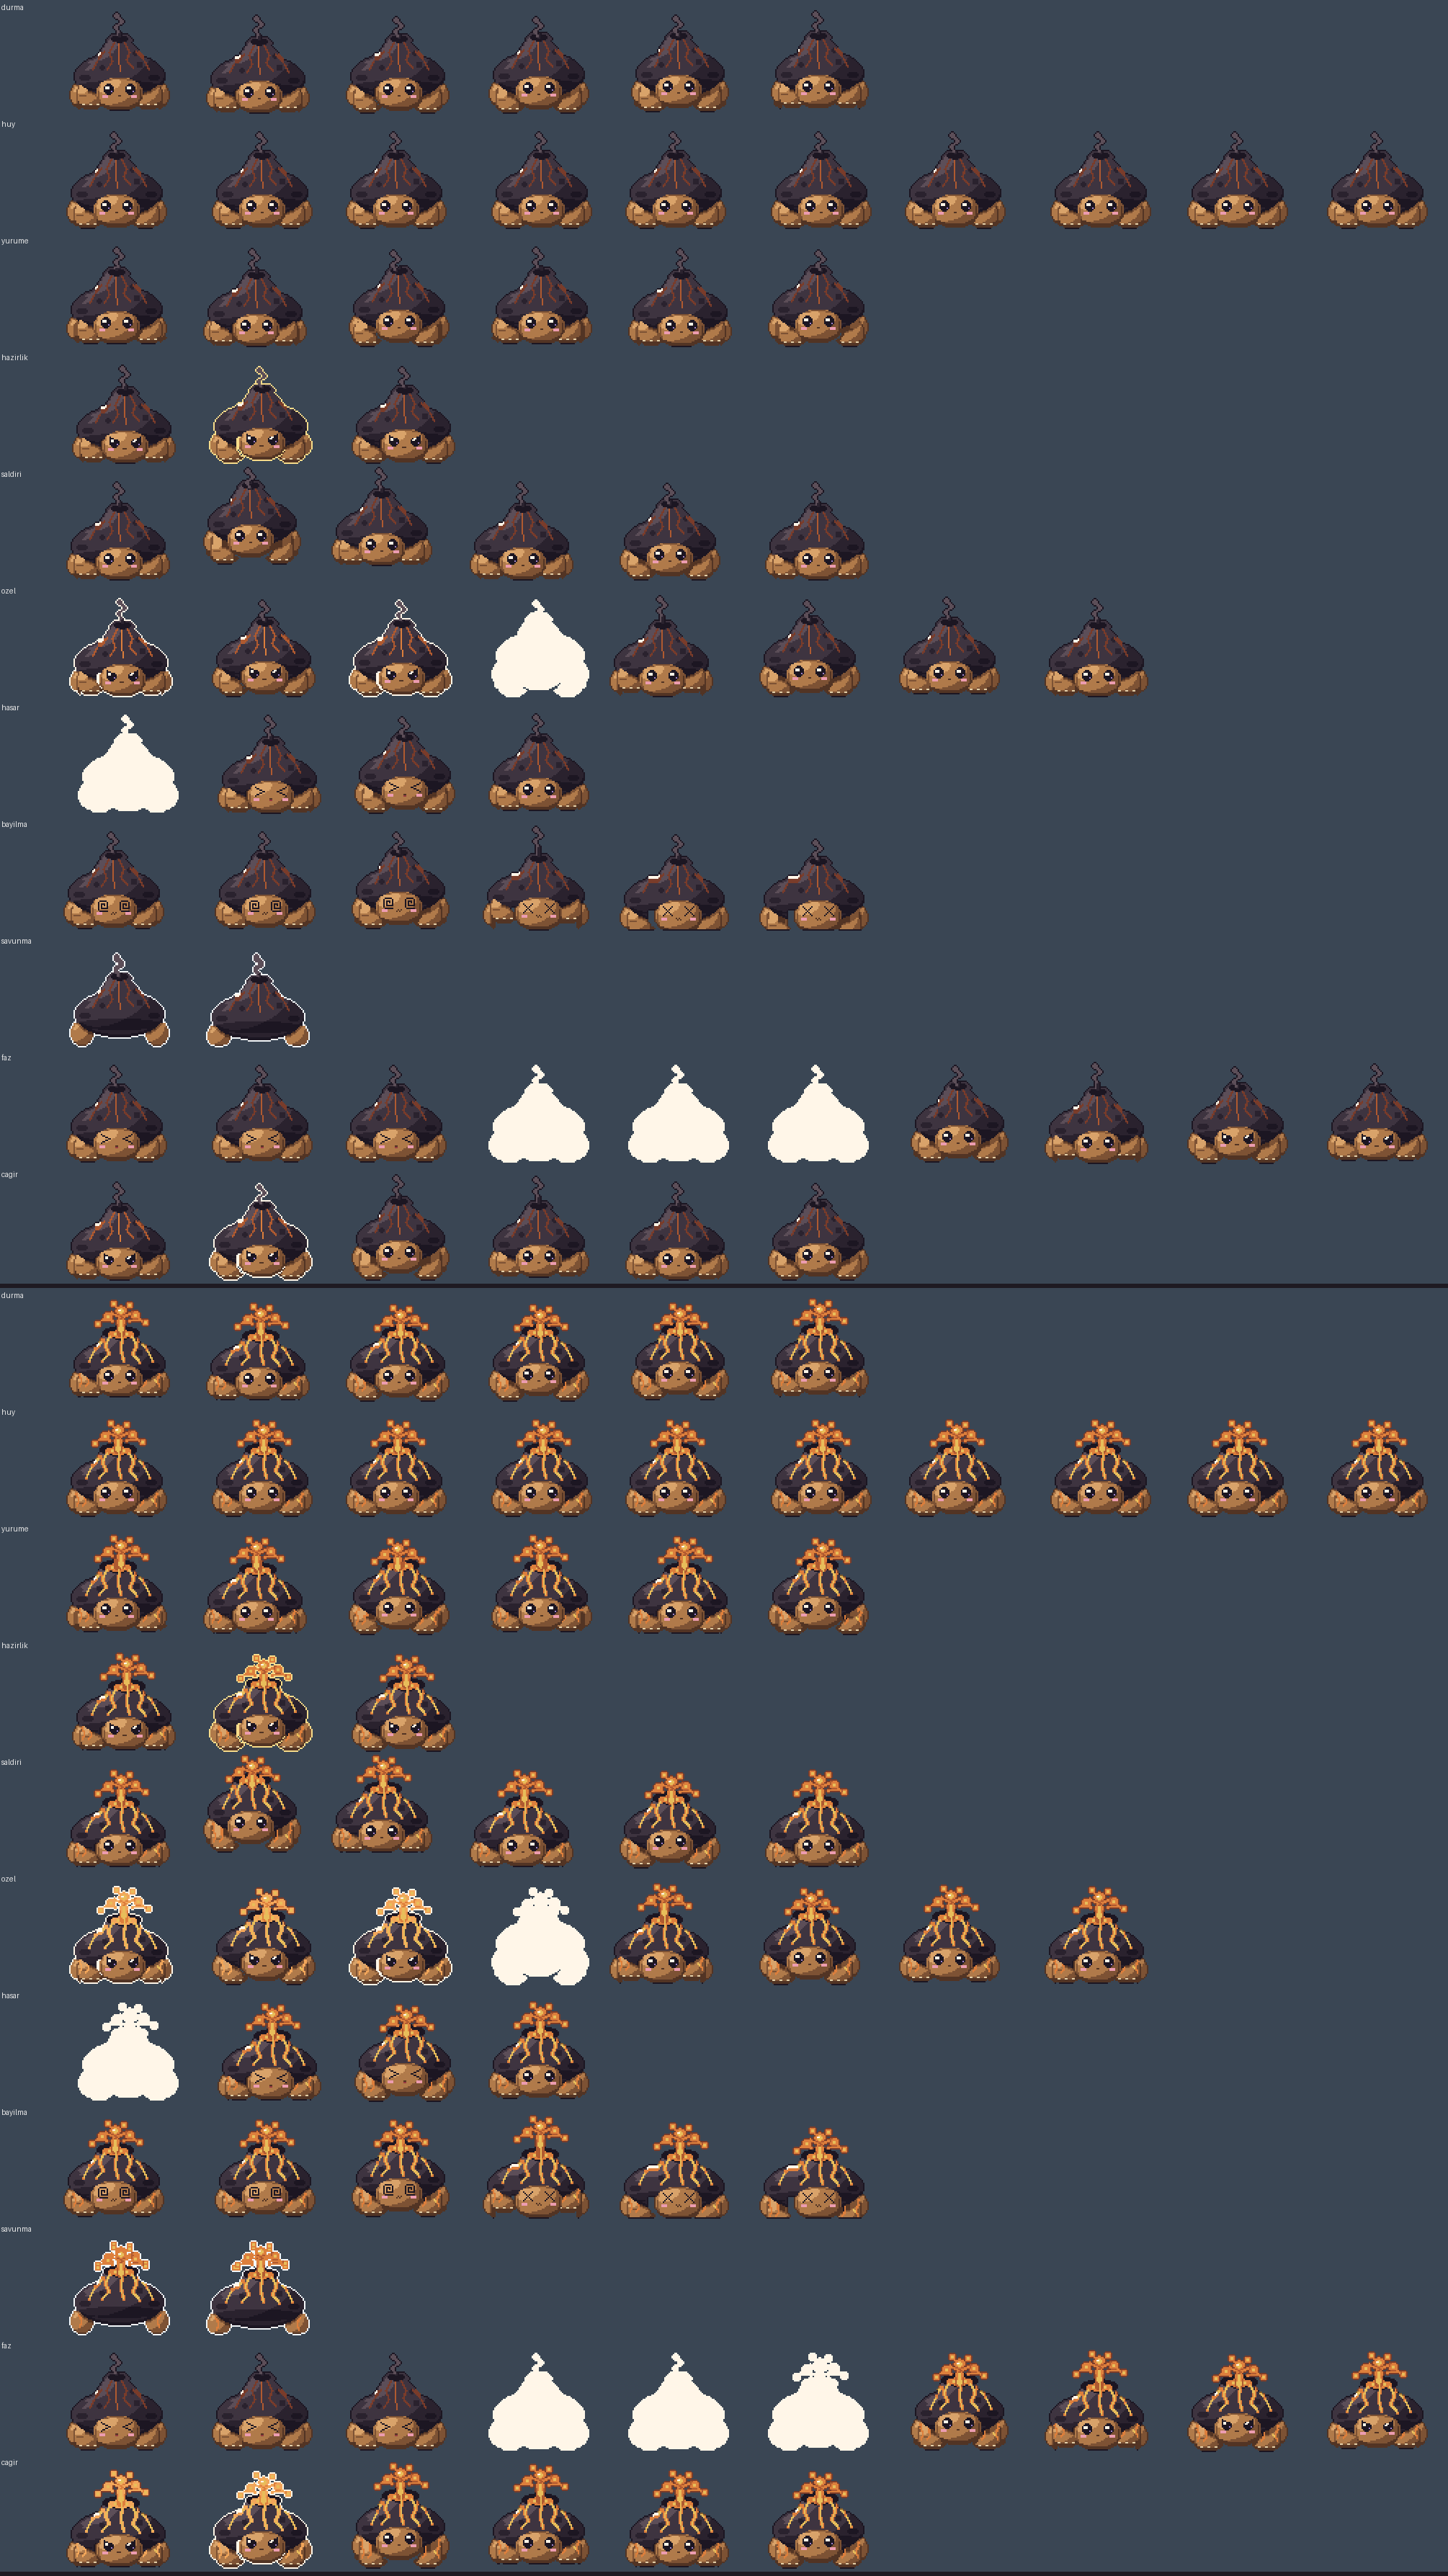 durma
huy
yurume
hazirlik
saldiri
ozel
hasar
bayilma
savunma
faz
cagir
durma
huy
yurume
hazirlik
saldiri
ozel
hasar
bayilma
savunma
faz
cagir